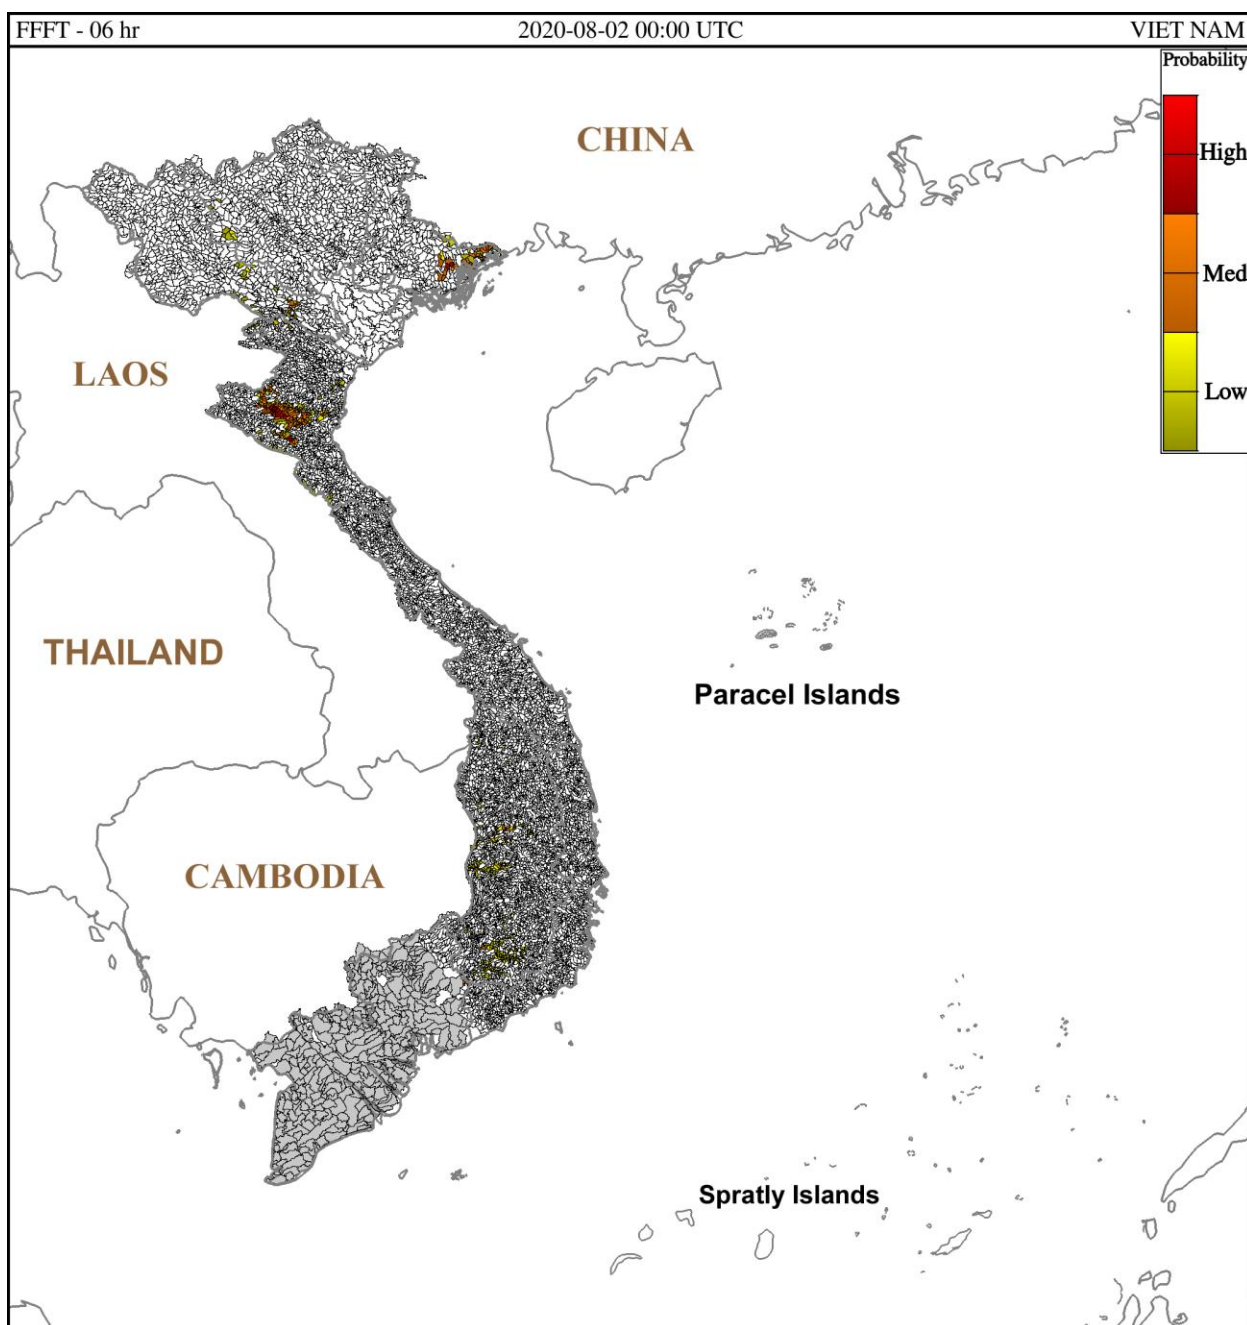 FFFT - 06 hr 2020-08-02 00:00 UTC VIET NAM
Probability
CHINA
High
Med
LAOS
Low
THAILAND
Paracel Islands
CAMBODIA
Spratly Islands